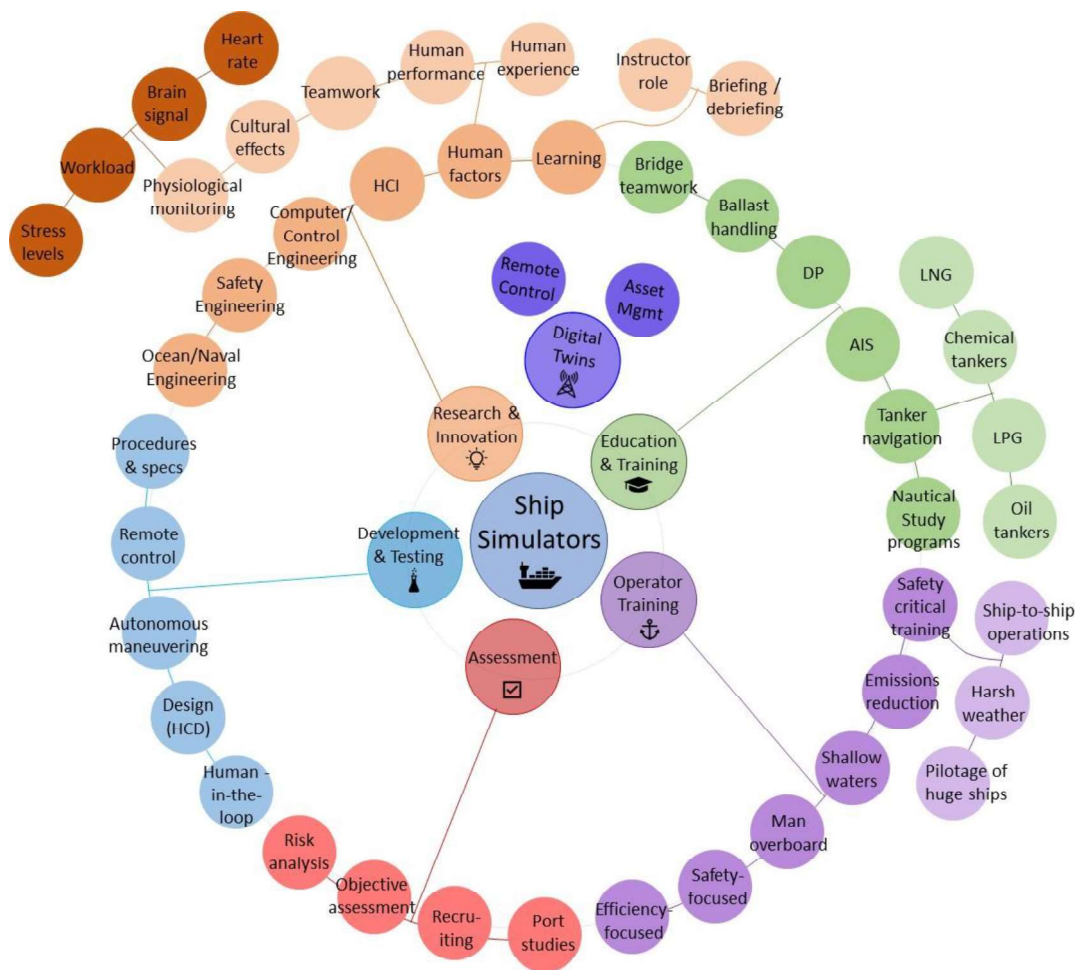 Heart
rate
Brain
signal
Workload
Stress
levels
Physiological
monitoring
Cultural
effects
Teamwork
Human
performance
Human
experience
Instructor
role
Briefing /
debriefing
Ocean/Naval
Engineering
Safety
Engineering
Computer/
Control
Engineering
HCI
Human
factors
Learning
Bridge
teamwork
Ballast
handling
DP
AIS
Tanker
navigation
Nautical
Study
programs
LNG
Chemical
tankers
LPG
Oil
tankers
Remote
Control
Asset
Mgmt
Digital
Twins
Research &
Innovation
Education
& Training
Ship
Simulators
Development
& Testing
Operator
Training
Assessment
Procedures
& specs
Remote
control
Autonomous
maneuvering
Design
(HCD)
Human -
in-the-
loop
Risk
analysis
Objective
assessment
Recru-
iting
Port
studies
Efficiency-
focused
Safety-
focused
Man
overboard
Shallow
waters
Emissions
reduction
Safety
critical
training
Ship-to-ship
operations
Harsh
weather
Pilotage of
huge ships